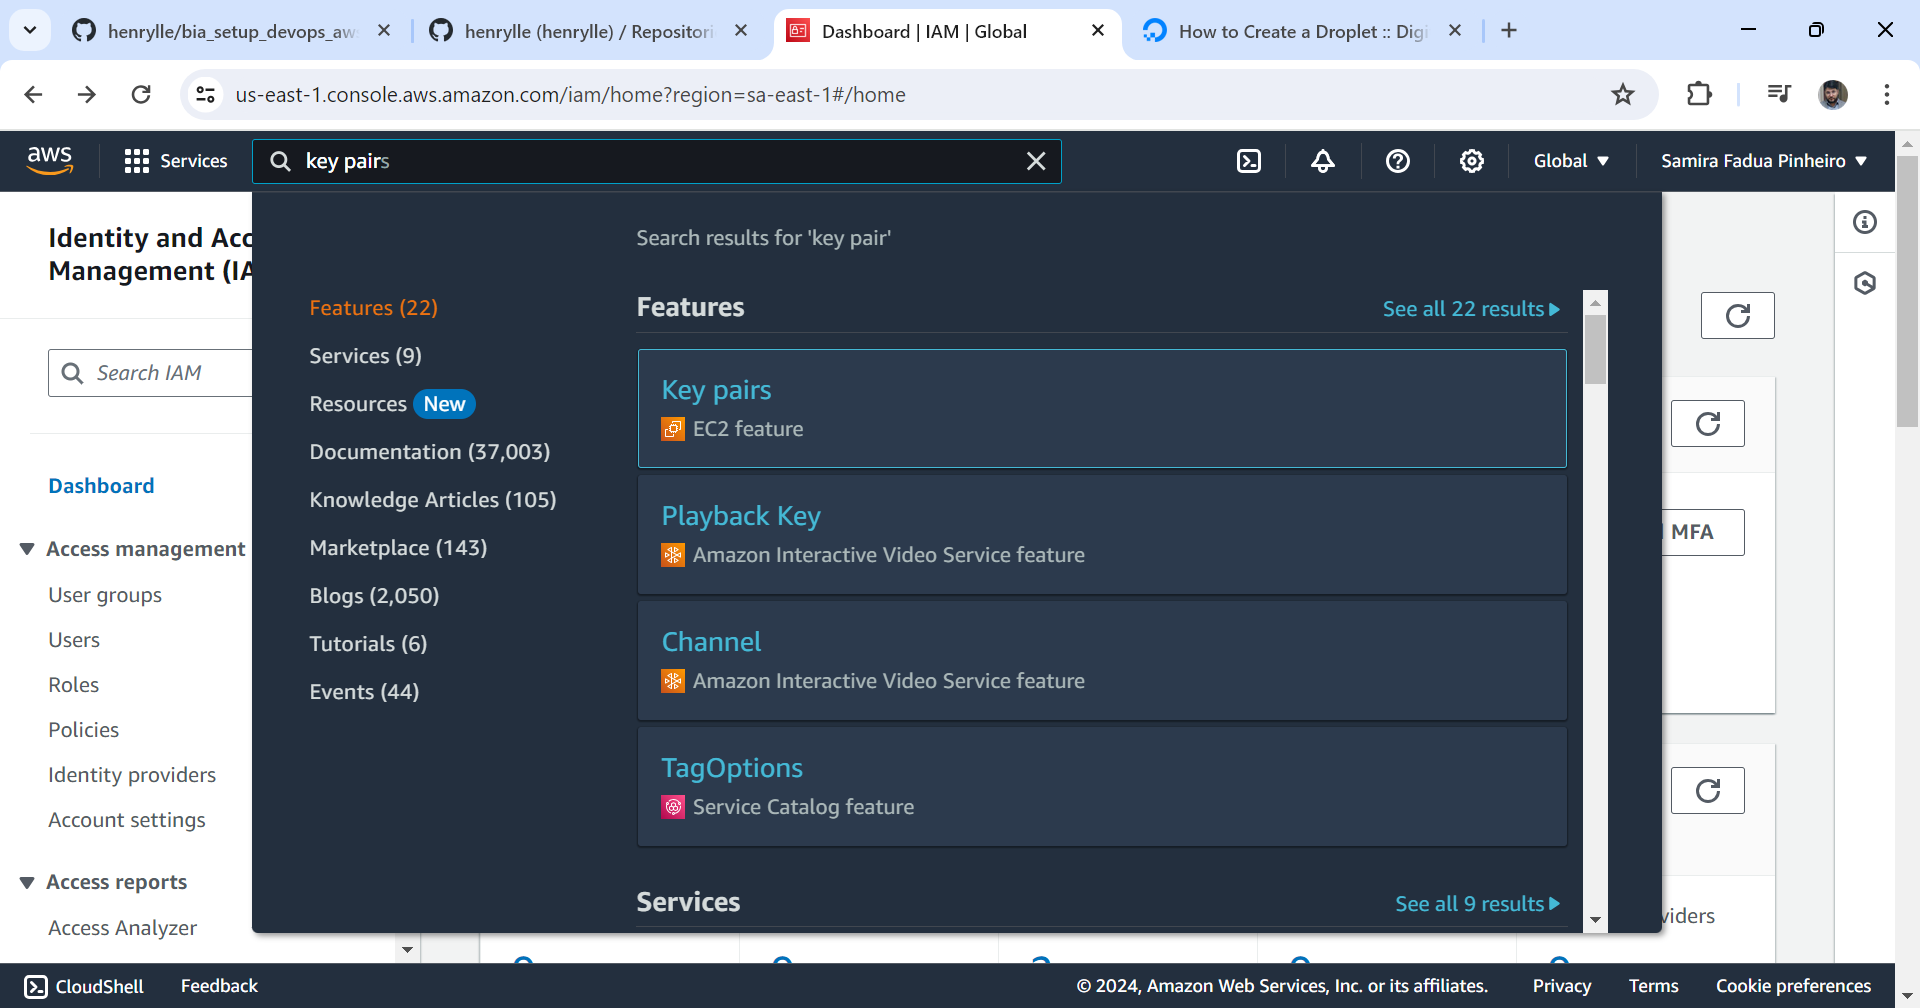 henrylle/bia_setup_devops_aw
henrylle (henrylle) / Repositori
Dashboard | IAM | Global
How to Create a Droplet :: Digi
us-east-1.console.aws.amazon.com/iam/home?region=sa-east-1#/home
aws
Services
key pairs
Global
Samira Fadua Pinheiro
Identity and Acc
Management (IA
Search IAM
Dashboard
Access management
User groups
Users
Roles
Policies
Identity providers
Account settings
Access reports
Access Analyzer
Search results for 'key pair'
Features (22)
Services (9)
Resources New
Documentation (37,003)
Knowledge Articles (105)
Marketplace (143)
Blogs (2,050)
Tutorials (6)
Events (44)
Features
See all 22 results
Key pairs
EC2 feature
Playback Key
Amazon Interactive Video Service feature
Channel
Amazon Interactive Video Service feature
TagOptions
Service Catalog feature
Services
See all 9 results
MFA
viders
CloudShell
Feedback
© 2024, Amazon Web Services, Inc. or its affiliates.
Privacy
Terms
Cookie preferences